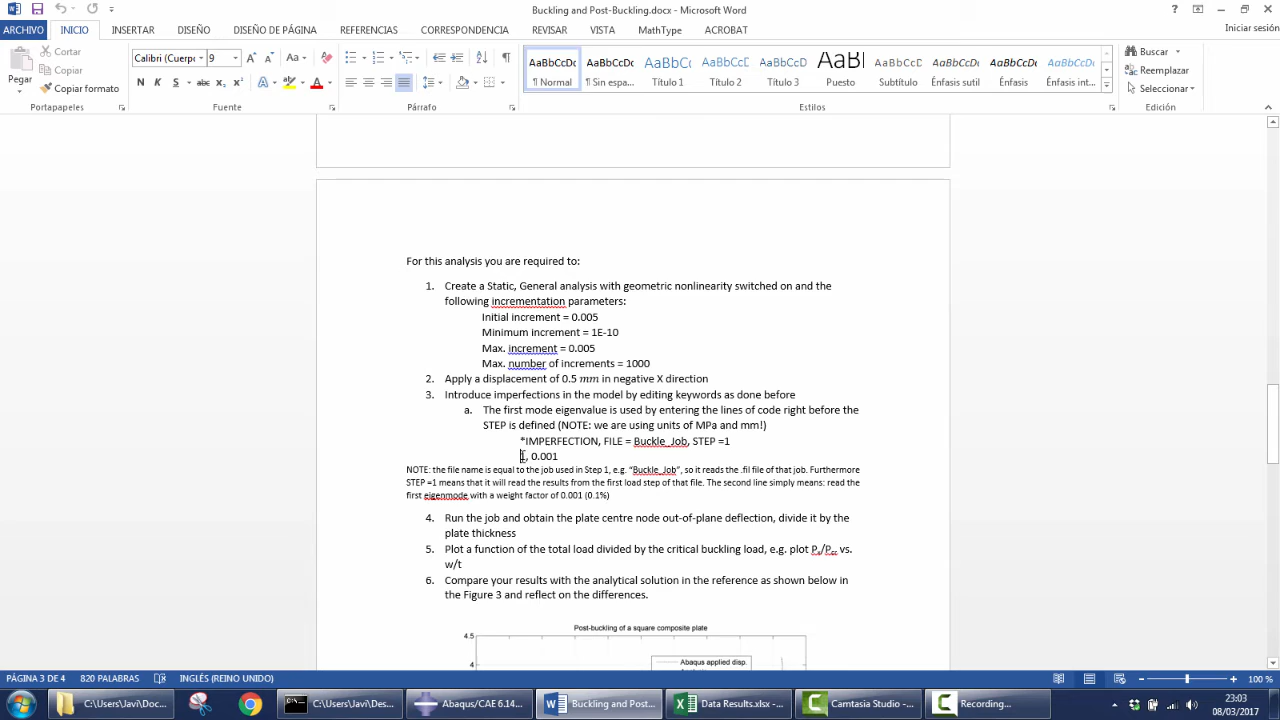 Buckling and Post-Buckling.docx - Microsoft Word
ARCHIVO INICIO INSERTAR DISEÑO DISEÑO DE PÁGINA REFERENCIAS CORRESPONDENCIA REVISAR VISTA MathType ACROBAT Iniciar sesión
Pegar
Cortar
Copiar
Copiar formato
Calibri (Cuerp 9
N K S abc x₂ x²
AaBbCcDc AaBbCcDc AaBbCc AaBbCcC AaBbCcD AaB AaBbCcC AaBbCcDc AaBbCcDc AaBbCcDc
¶ Normal ¶ Sin espa... Título 1 Título 2 Título 3 Puesto Subtítulo Énfasis sutil Énfasis Énfasis int...
Buscar
Reemplazar
Seleccionar
Portapapeles Fuente Párrafo Estilos Edición
For this analysis you are required to:
1. Create a Static, General analysis with geometric nonlinearity switched on and the
following incrementation parameters:
Initial increment = 0.005
Minimum increment = 1E-10
Max. increment = 0.005
Max. number of increments = 1000
2. Apply a displacement of 0.5 mm in negative X direction
3. Introduce imperfections in the model by editing keywords as done before
a. The first mode eigenvalue is used by entering the lines of code right before the
STEP is defined (NOTE: we are using units of MPa and mm!)
*IMPERFECTION, FILE = Buckle_Job, STEP =1
1, 0.001
NOTE: the file name is equal to the job used in Step 1, e.g. “Buckle_Job”, so it reads the .fil file of that job. Furthermore
STEP =1 means that it will read the results from the first load step of that file. The second line simply means: read the
first eigenmode with a weight factor of 0.001 (0.1%)
4. Run the job and obtain the plate centre node out-of-plane deflection, divide it by the
plate thickness
5. Plot a function of the total load divided by the critical buckling load, e.g. plot Pₓ/P꜀ᵣ vs.
w/t
6. Compare your results with the analytical solution in the reference as shown below in
the Figure 3 and reflect on the differences.
Post-buckling of a square composite plate
4.5
4
Abaqus applied disp.
PÁGINA 3 DE 4 820 PALABRAS INGLÉS (REINO UNIDO) 100 %
C:\Users\Javi\Doc... C:\Users\Javi\Des... Abaqus/CAE 6.14... Buckling and Post-... Data Results.xlsx -... Camtasia Studio -... Recording...
23:03
08/03/2017